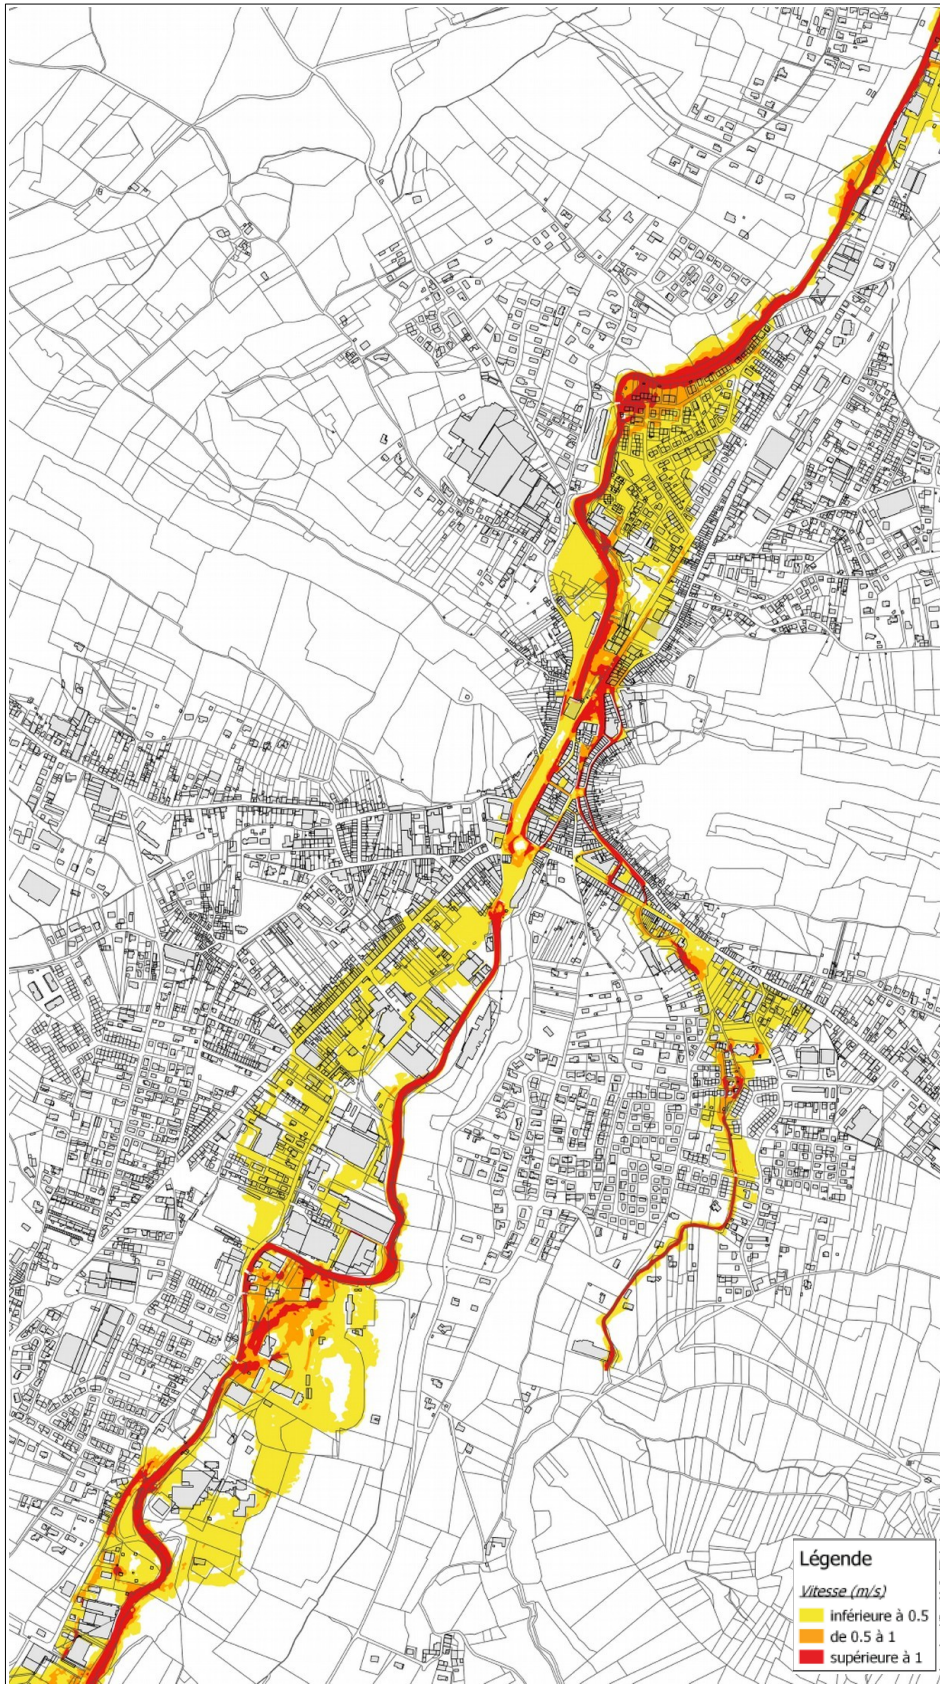 Légende
Vitesse (m/s)
inférieure à 0.5
de 0.5 à 1
supérieure à 1